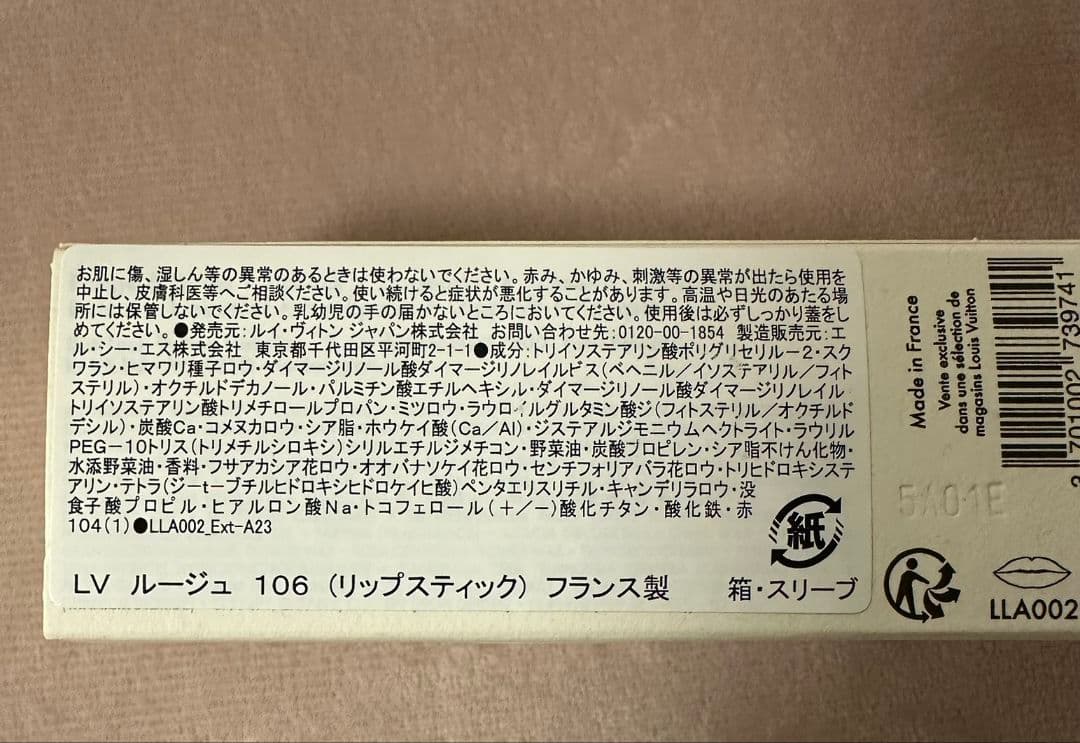 お肌に傷、湿しん等の異常のあるときは使わないでください。赤み、かゆみ、刺激等の異常が出たら使用を
中止し、皮膚科医等へご相談ください。使い続けると症状が悪化することがあります。高温や日光のあたる場
所には保管しないでください。乳幼児の手の届かないところにおいてください。使用後は必ずしっかり蓋をし
めてください。●発売元:ルイ・ヴィトン ジャパン株式会社 お問い合わせ先:0120-00-1854 製造販売元:エ
ル・シー・エス株式会社 東京都千代田区平河町2-1-1●成分:トリイソステアリン酸ポリグリセリル-2・スク
ワラン・ヒマワリ種子ロウ・ダイマージリノール酸ダイマージリノレイルビス(ベヘニル/イソステアリル/フィト
ステリル)・オクチルドデカノール・パルミチン酸エチルヘキシル・ダイマージリノール酸ダイマージリノレイル・
トリイソステアリン酸トリメチロールプロパン・ミツロウ・ラウロイルグルタミン酸ジ(フィトステリル/オクチルド
デシル)・炭酸Ca・コメヌカロウ・シア脂・ホウケイ酸(Ca/Al)・ジステアルジモニウムヘクトライト・ラウリル
PEG-10トリス(トリメチルシロキシ)シリルエチルジメチコン・野菜油・炭酸プロピレン・シア脂不けん化物・
水添野菜油・香料・フサアカシア花ロウ・オオバナソケイ花ロウ・センチフォリアバラ花ロウ・トリヒドロキシステ
アリン・テトラ(ジ-t-ブチルヒドロキシヒドロケイヒ酸)ペンタエリスリチル・キャンデリラロウ・没
食子酸プロピル・ヒアルロン酸Na・トコフェロール(+/-)酸化チタン・酸化鉄・赤
104(1)●LLA002_Ext-A23
紙
LV ルージュ 106 (リップスティック) フランス製 箱・スリーブ
Made in France
Vente exclusive
dans une sélection de
magasins Louis Vuitton
3 701002 739741
5X01E
LLA002